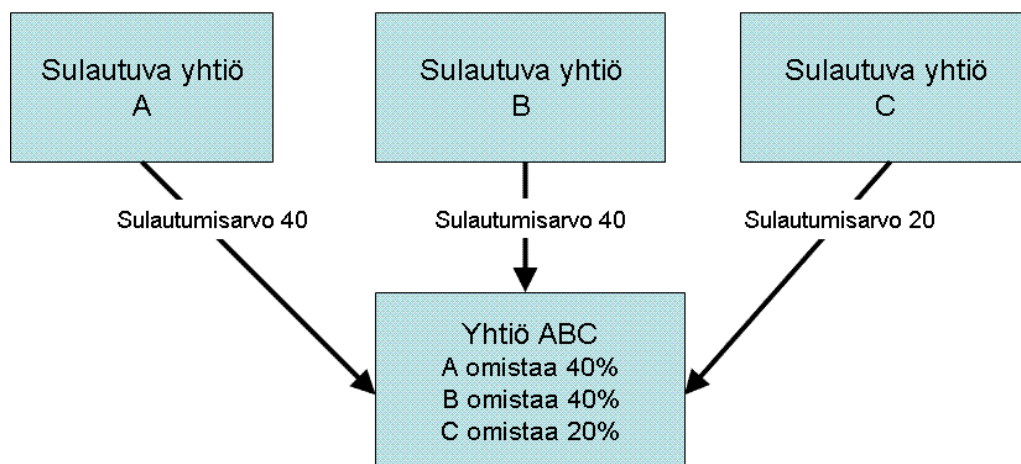 Sulautuva yhtiö
A
Sulautuva yhtiö
B
Sulautuva yhtiö
C
Sulautumisarvo 40
Sulautumisarvo 40
Sulautumisarvo 20
Yhtiö ABC
A omistaa 40%
B omistaa 40%
C omistaa 20%